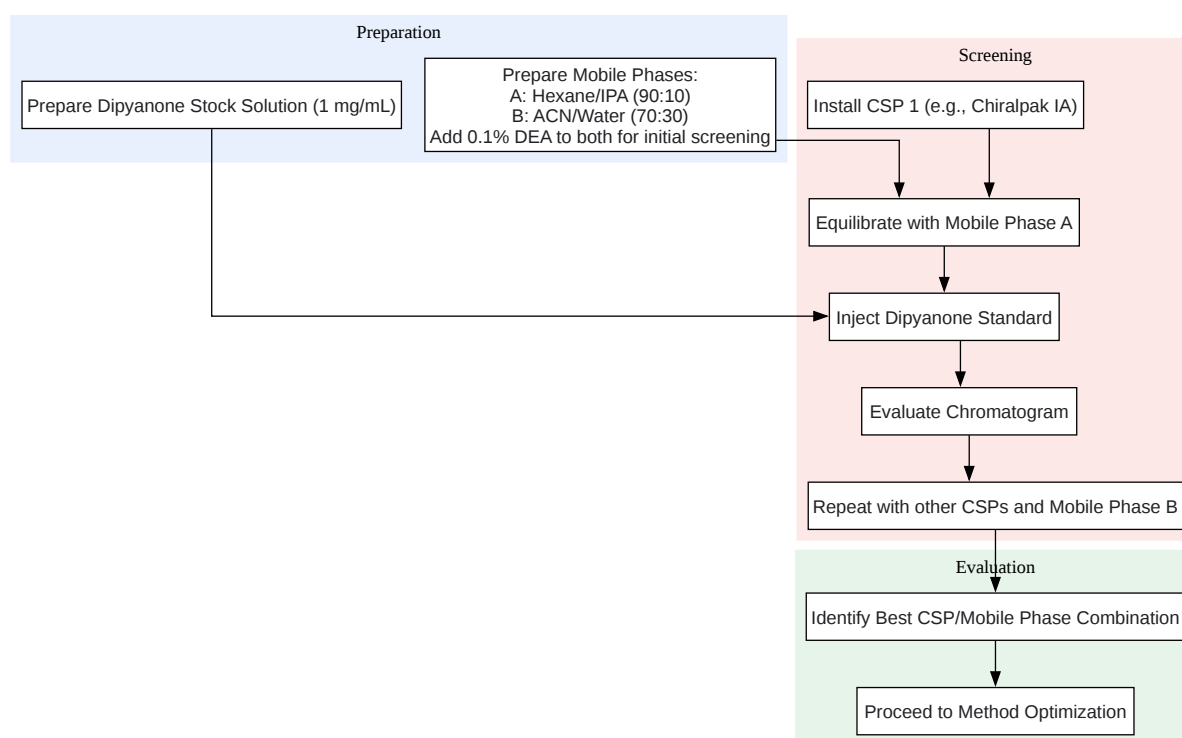 Preparation
Prepare Dipyanone Stock Solution (1 mg/mL)
Prepare Mobile Phases:
A: Hexane/IPA (90:10)
B: ACN/Water (70:30)
Add 0.1% DEA to both for initial screening
Screening
Install CSP 1 (e.g., Chiralpak IA)
Equilibrate with Mobile Phase A
Inject Dipyanone Standard
Evaluate Chromatogram
Repeat with other CSPs and Mobile Phase B
Evaluation
Identify Best CSP/Mobile Phase Combination
Proceed to Method Optimization